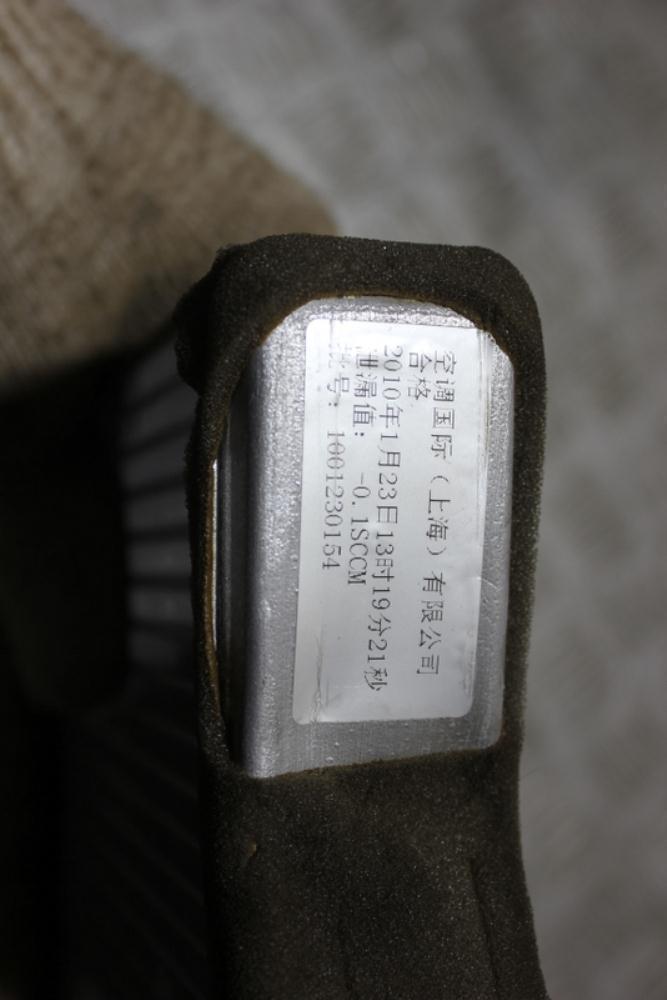 空调国际（上海）有限公司
合格
2010年1月23日13时19分21秒
泄漏值：-0.1SCCM
批号：1001230154